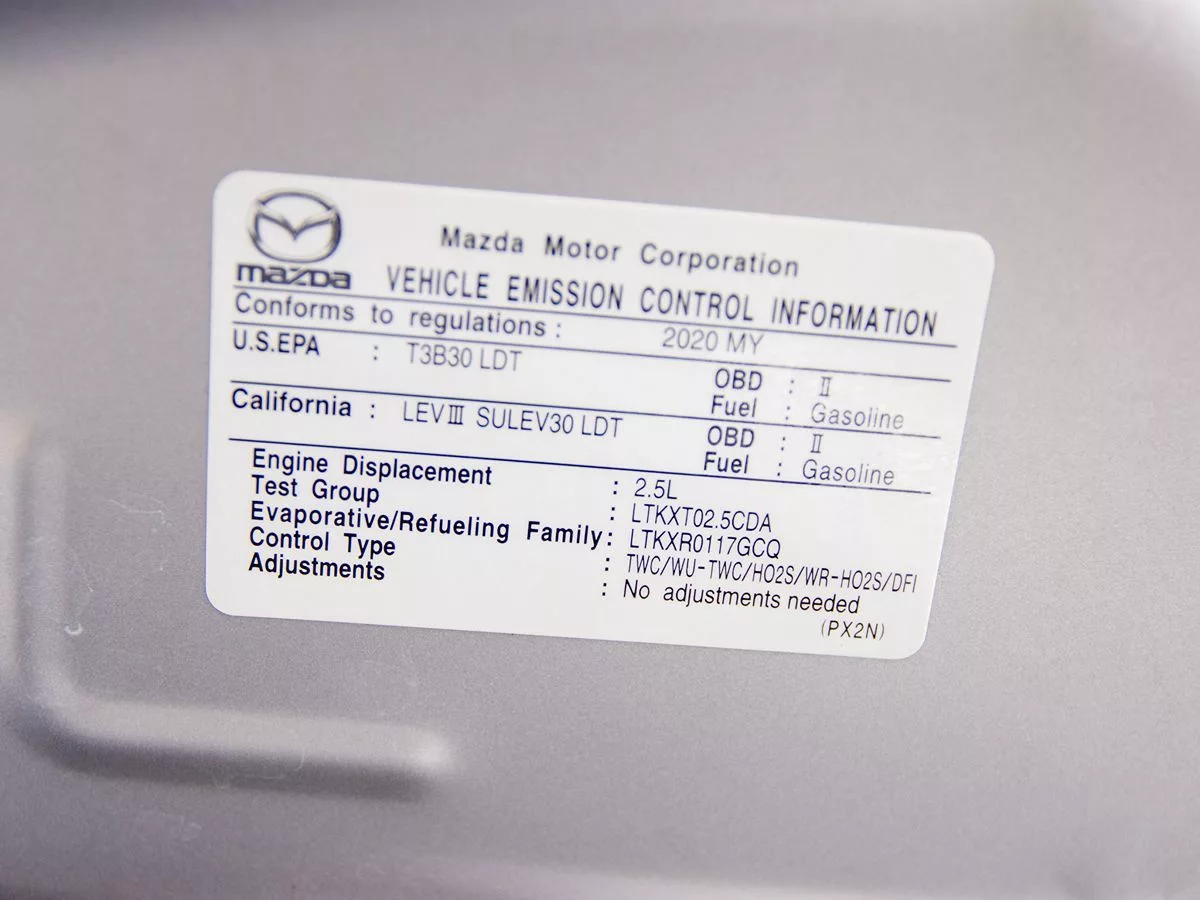 mazda
Mazda Motor Corporation
VEHICLE EMISSION CONTROL INFORMATION
Conforms to regulations : 2020 MY
U.S.EPA : T3B30 LDT OBD : Ⅱ
Fuel : Gasoline
California : LEVⅢ SULEV30 LDT OBD : Ⅱ
Fuel : Gasoline
Engine Displacement : 2.5L
Test Group : LTKXT02.5CDA
Evaporative/Refueling Family : LTKXR0117GCQ
Control Type : TWC/WU-TWC/HO2S/WR-HO2S/DFI
Adjustments : No adjustments needed
(PX2N)